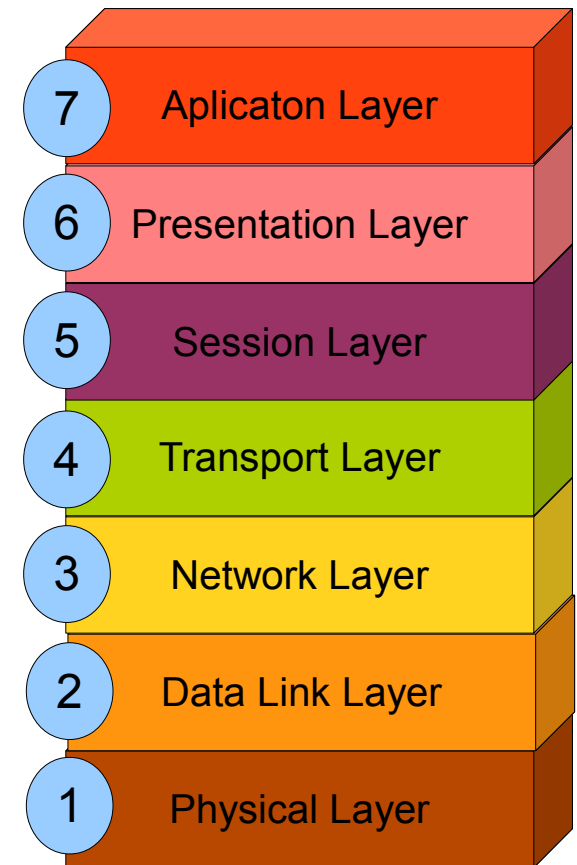 7 Aplicaton Layer
6 Presentation Layer
5 Session Layer
4 Transport Layer
3 Network Layer
2 Data Link Layer
1 Physical Layer